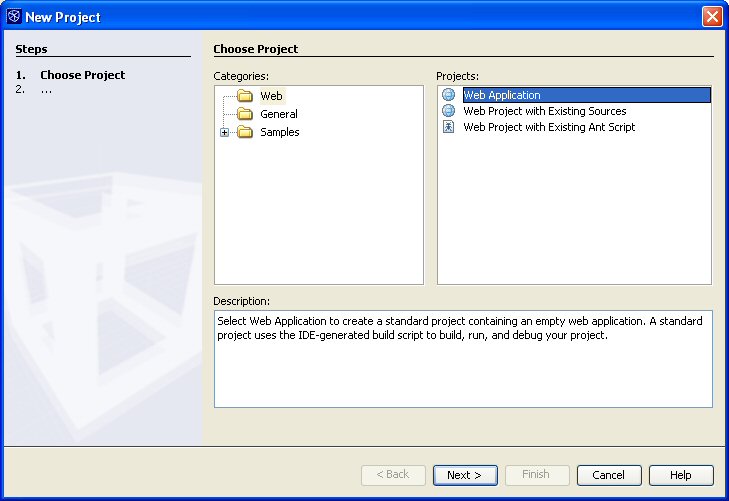 New Project
Steps
1. Choose Project
2. ...
Choose Project
Categories:
Web
General
Samples
Projects:
Web Application
Web Project with Existing Sources
Web Project with Existing Ant Script
Description:
Select Web Application to create a standard project containing an empty web application. A standard
project uses the IDE-generated build script to build, run, and debug your project.
< Back
Next >
Finish
Cancel
Help